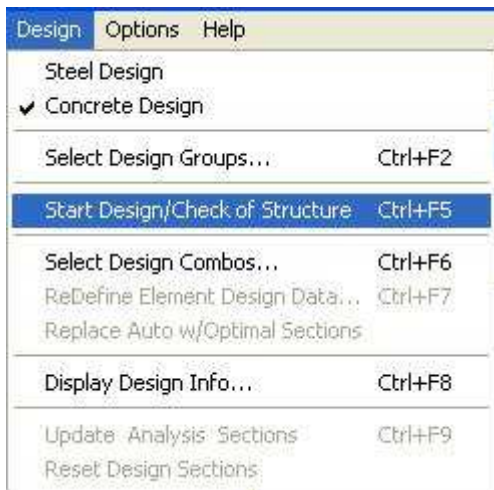 Design Options Help
Steel Design
✓ Concrete Design
Select Design Groups... Ctrl+F2
Start Design/Check of Structure Ctrl+F5
Select Design Combos... Ctrl+F6
ReDefine Element Design Data... Ctrl+F7
Replace Auto w/Optimal Sections
Display Design Info... Ctrl+F8
Update Analysis Sections Ctrl+F9
Reset Design Sections